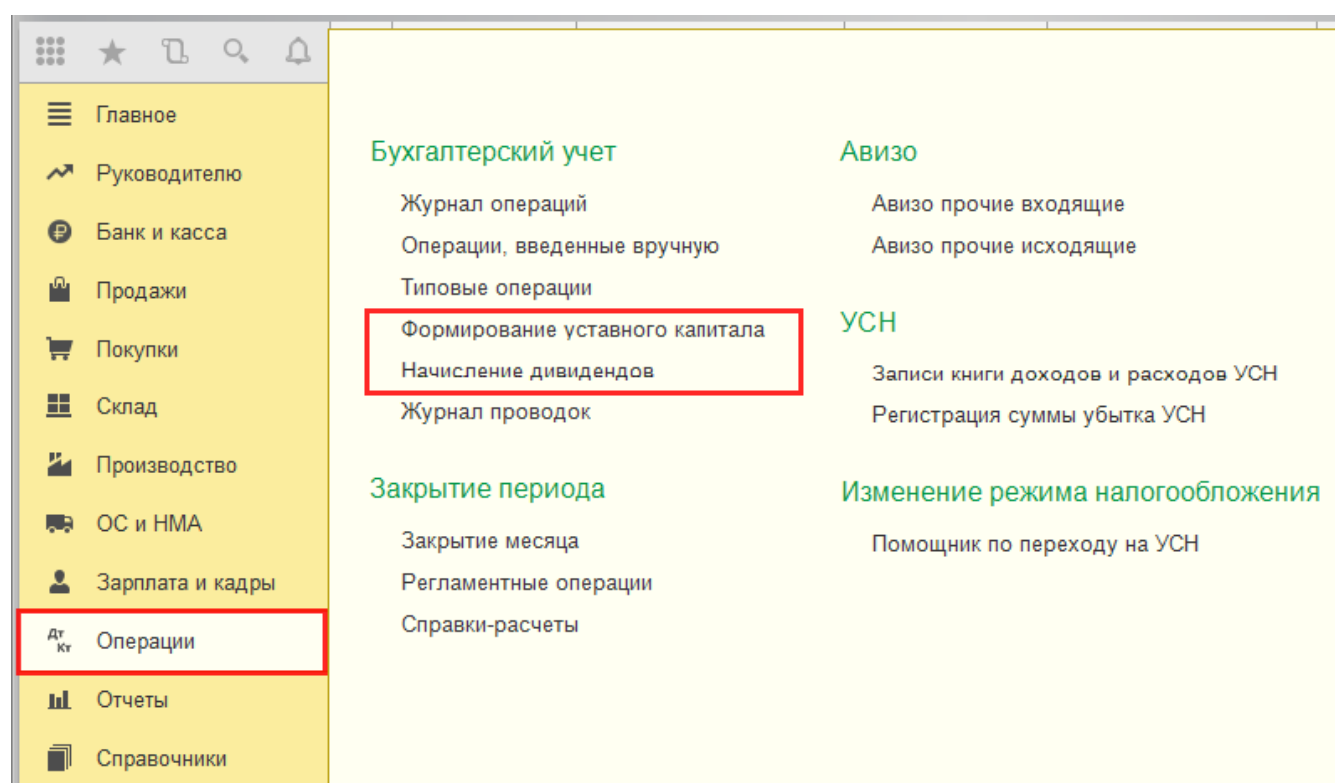 Главное
Руководителю
Банк и касса
Продажи
Покупки
Склад
Производство
ОС и НМА
Зарплата и кадры
Дт
Кт
Операции
Отчеты
Справочники
Бухгалтерский учет
Журнал операций
Операции, введенные вручную
Типовые операции
Формирование уставного капитала
Начисление дивидендов
Журнал проводок
Закрытие периода
Закрытие месяца
Регламентные операции
Справки-расчеты
Авизо
Авизо прочие входящие
Авизо прочие исходящие
УСН
Записи книги доходов и расходов УСН
Регистрация суммы убытка УСН
Изменение режима налогообложения
Помощник по переходу на УСН